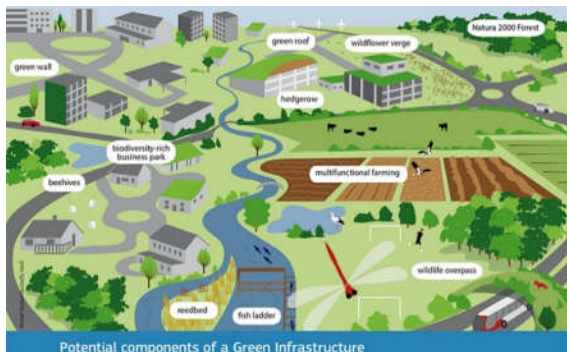 Natura 2000 Forest
green roof
wildflower verge
green wall
hedgerow
biodiversity-rich
business park
multifunctional farming
beehives
wildlife overpass
reedbed
fish ladder
Potential components of a Green Infrastructure